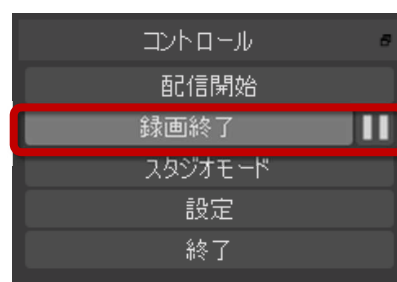 コントロール
配信開始
録画終了
スタジオモード
設定
終了